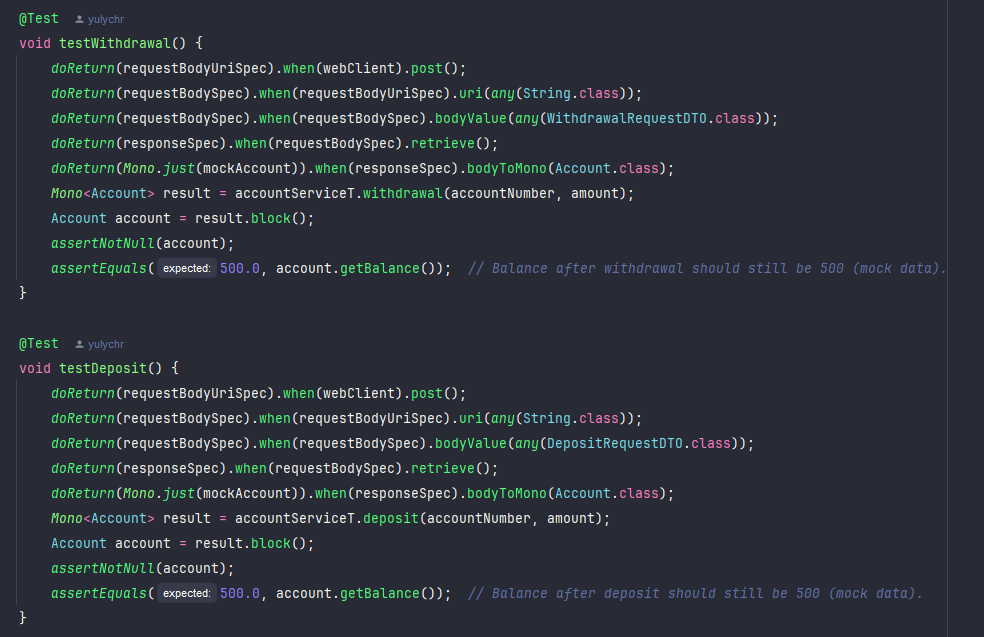 @Test yulychr
void testWithdrawal() {
doReturn(requestBodyUriSpec).when(webClient).post();
doReturn(requestBodySpec).when(requestBodyUriSpec).uri(any(String.class));
doReturn(requestBodySpec).when(requestBodySpec).bodyValue(any(WithdrawalRequestDTO.class));
doReturn(responseSpec).when(requestBodySpec).retrieve();
doReturn(Mono.just(mockAccount)).when(responseSpec).bodyToMono(Account.class);
Mono<Account> result = accountServiceT.withdrawal(accountNumber, amount);
Account account = result.block();
assertNotNull(account);
assertEquals( expected: 500.0, account.getBalance());  // Balance after withdrawal should still be 500 (mock data).
}
@Test yulychr
void testDeposit() {
doReturn(requestBodyUriSpec).when(webClient).post();
doReturn(requestBodySpec).when(requestBodyUriSpec).uri(any(String.class));
doReturn(requestBodySpec).when(requestBodySpec).bodyValue(any(DepositRequestDTO.class));
doReturn(responseSpec).when(requestBodySpec).retrieve();
doReturn(Mono.just(mockAccount)).when(responseSpec).bodyToMono(Account.class);
Mono<Account> result = accountServiceT.deposit(accountNumber, amount);
Account account = result.block();
assertNotNull(account);
assertEquals( expected: 500.0, account.getBalance());  // Balance after deposit should still be 500 (mock data).
}